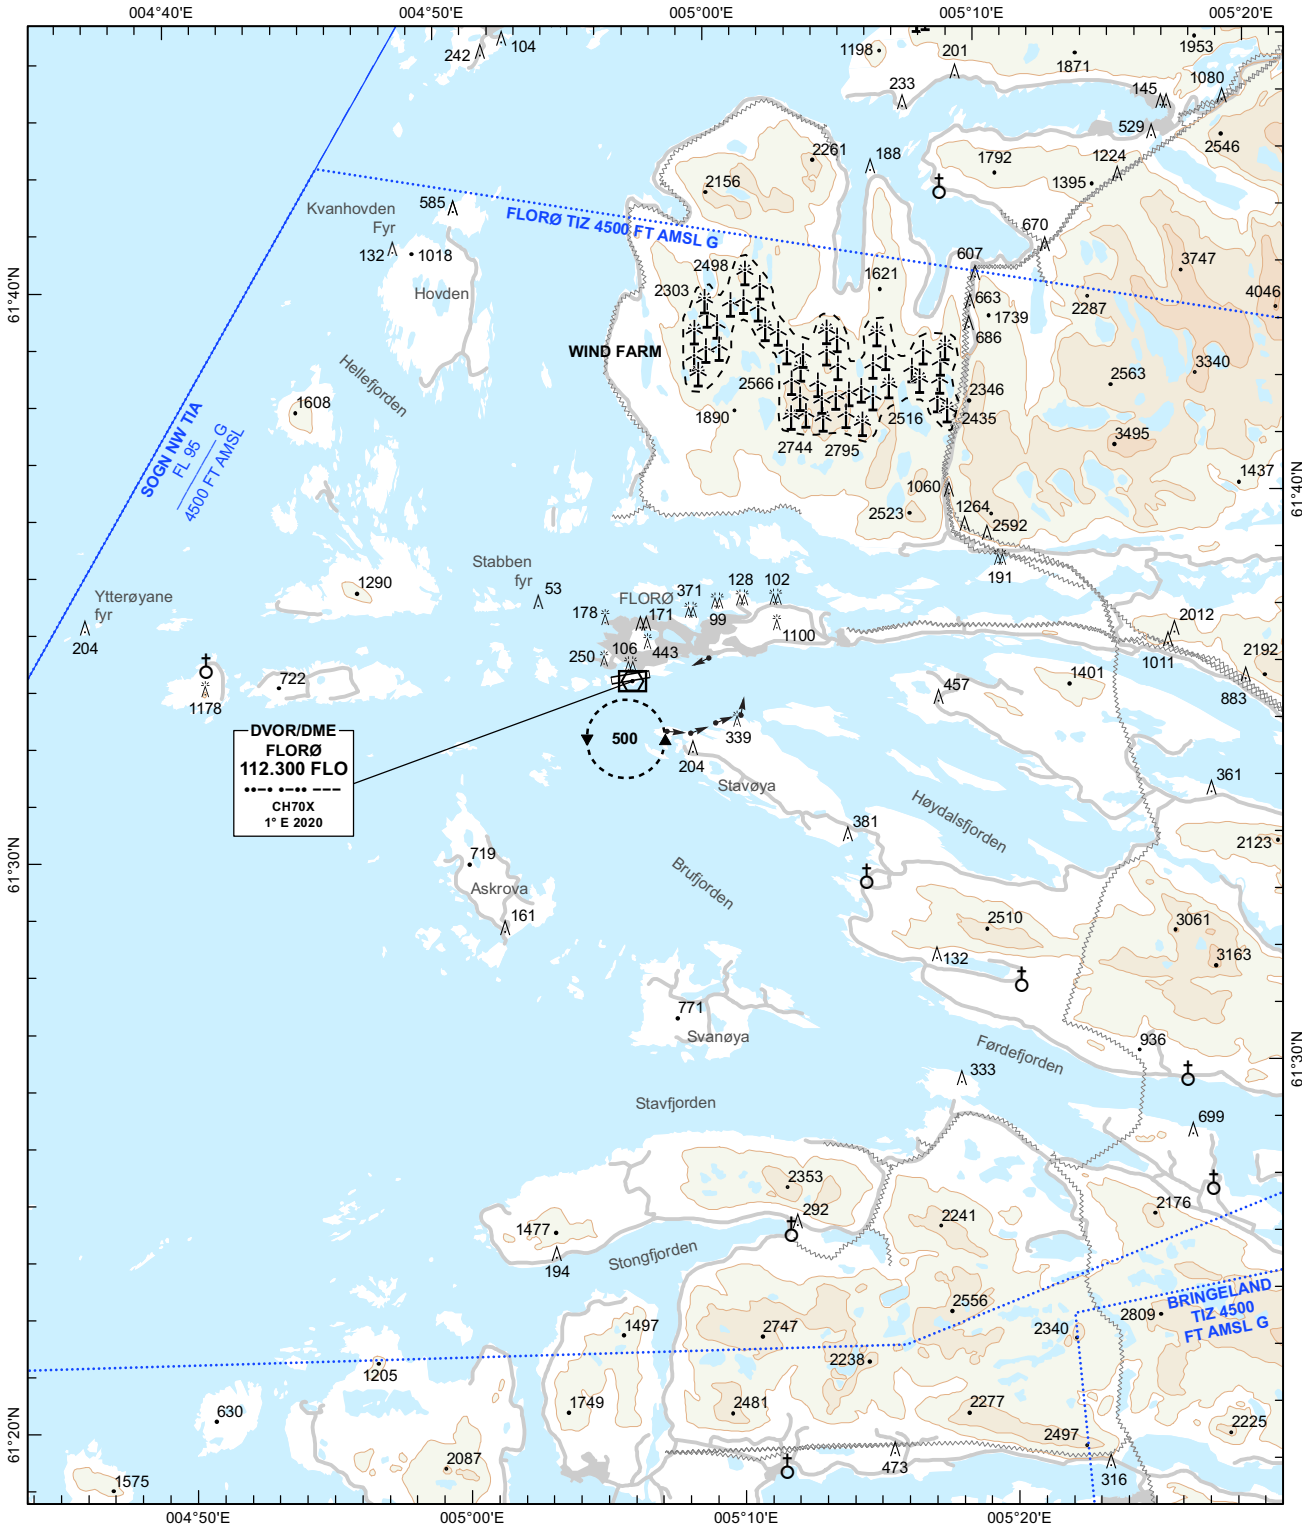 004°40'E
004°50'E
005°00'E
005°10'E
005°20'E
104
242
1198
201
1871
1953
233
145
1080
529
2546
2261
188
1792
1224
1395
2156
585
Kvanhovden
Fyr
132
1018
FLORØ TIZ 4500 FT AMSL G
670
607
3747
2498
2303
1621
663
2287
4046
61°40'N
Hovden
1739
686
WIND FARM
Hellefjorden
3340
2563
2566
2346
1608
1890
2516
2435
SOGN NW TIA
FL 95
G
4500 FT AMSL
2744
2795
3495
1437
61°40'N
1060
1264
2523
2592
Stabben
fyr
191
1290
53
Ytterøyane
fyr
204
FLORØ
178
171
371
128
102
99
1100
443
2012
1011
250
106
2192
883
722
1178
457
1401
DVOR/DME
FLORØ
112.300 FLO
••–• •–•• –––
CH70X
1° E 2020
500
339
204
Stavøya
361
Høydalsfjorden
381
2123
61°30'N
719
Askrova
Brufjorden
161
2510
3061
132
3163
771
Svanøya
936
Førdefjorden
61°30'N
333
Stavfjorden
699
2353
292
2176
1477
2241
194
Stongfjorden
BRINGELAND
TIZ 4500
FT AMSL G
2556
2809
2747
2340
1497
2238
1205
630
1749
2481
2277
2497
2225
61°20'N
2087
473
316
1575
004°50'E
005°00'E
005°10'E
005°20'E